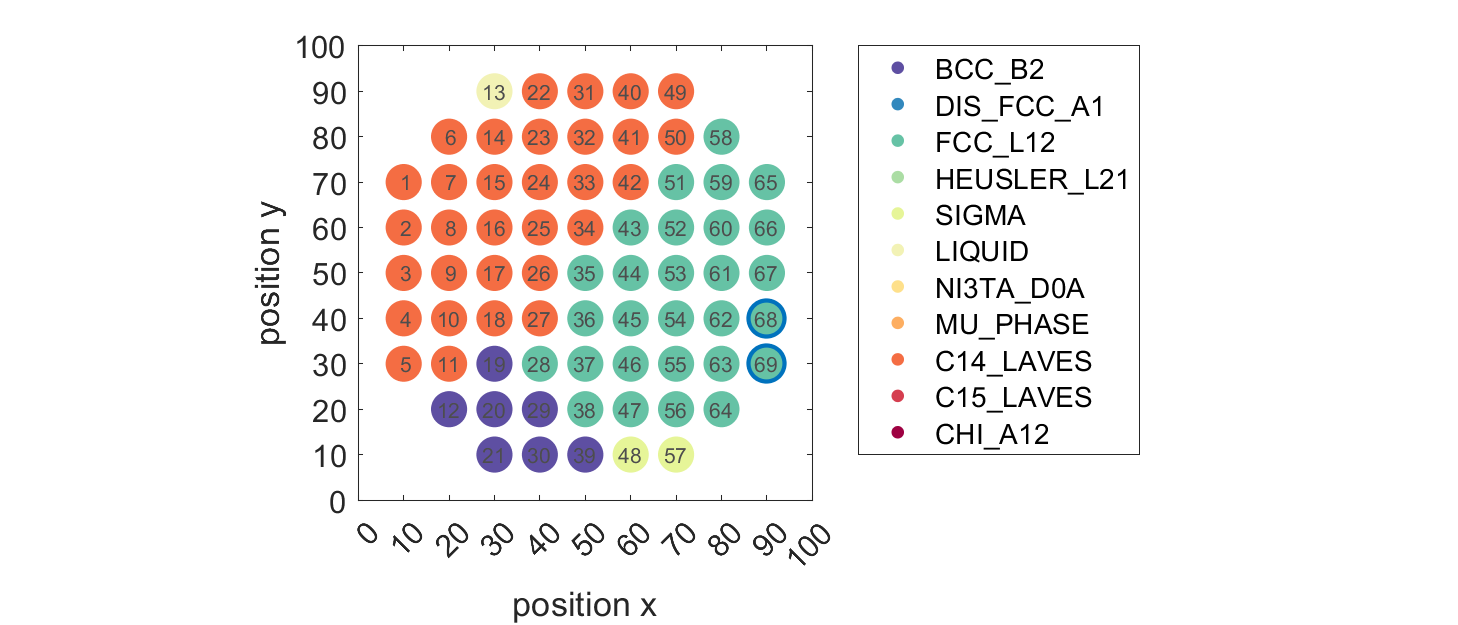 100
90
80
70
60
50
40
30
20
10
0
position y
13 22 31 40 49
6 14 23 32 41 50 58
1 7 15 24 33 42 51 59 65
2 8 16 25 34 43 52 60 66
3 9 17 26 35 44 53 61 67
4 10 18 27 36 45 54 62 68
5 11 19 28 37 46 55 63 69
12 20 29 38 47 56 64
21 30 39 48 57
0 10 20 30 40 50 60 70 80 90 100
position x
BCC_B2
DIS_FCC_A1
FCC_L12
HEUSLER_L21
SIGMA
LIQUID
NI3TA_D0A
MU_PHASE
C14_LAVES
C15_LAVES
CHI_A12